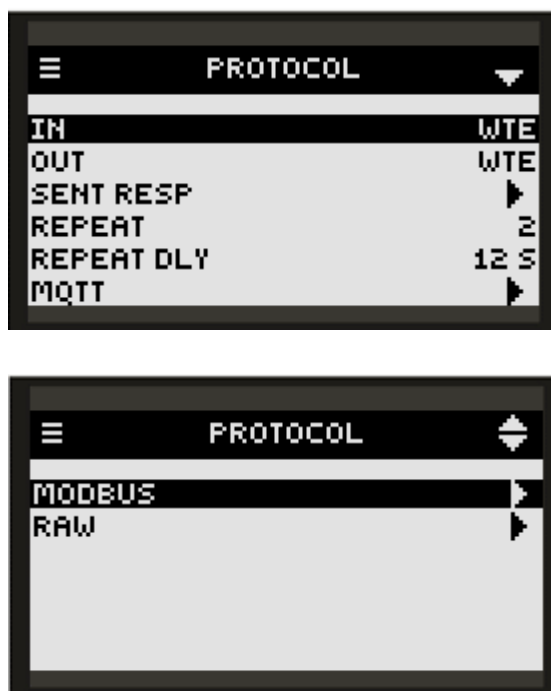 PROTOCOL
IN WTE
OUT WTE
SENT RESP
REPEAT 2
REPEAT DLY 12 S
MQTT
PROTOCOL
MODBUS
RAW